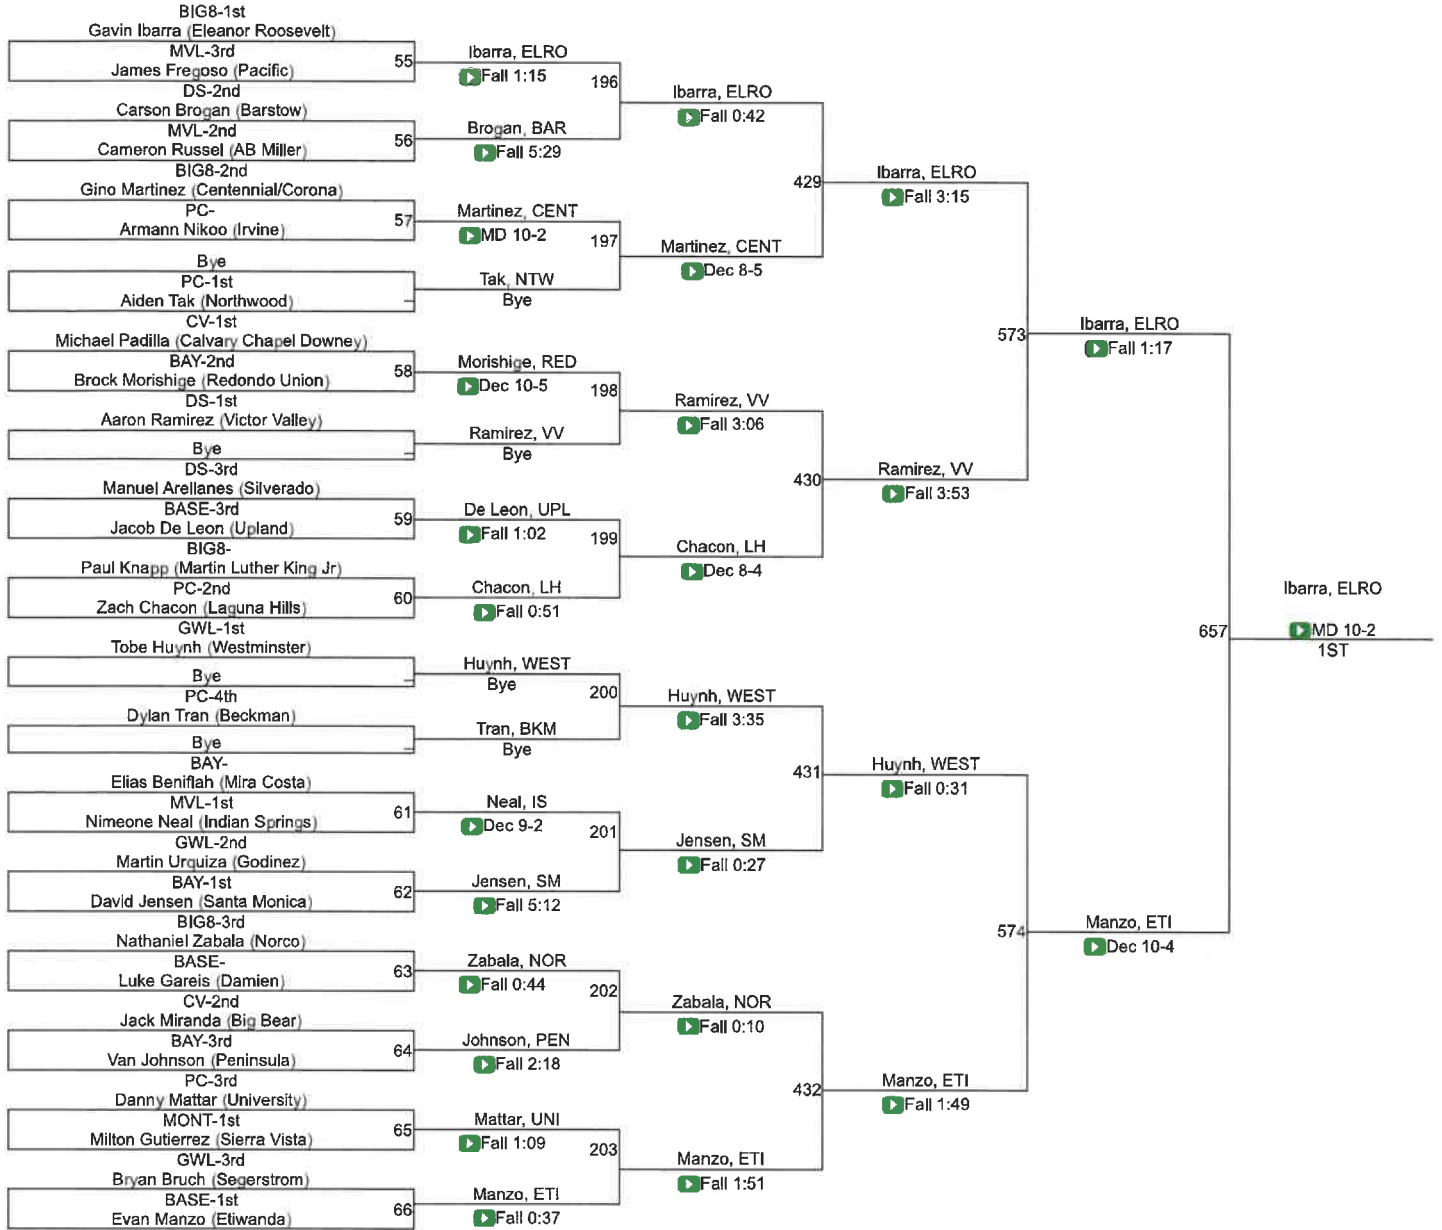 BIG8-1st
Gavin Ibarra (Eleanor Roosevelt)
MVL-3rd
James Fregoso (Pacific)
55
DS-2nd
Carson Brogan (Barstow)
MVL-2nd
Cameron Russel (AB Miller)
56
BIG8-2nd
Gino Martinez (Centennial/Corona)
PC-
Armann Nikoo (Irvine)
57
Bye
PC-1st
Aiden Tak (Northwood)
CV-1st
Michael Padilla (Calvary Chapel Downey)
BAY-2nd
Brock Morishige (Redondo Union)
58
DS-1st
Aaron Ramirez (Victor Valley)
Bye
DS-3rd
Manuel Arellanes (Silverado)
BASE-3rd
Jacob De Leon (Upland)
59
BIG8-
Paul Knapp (Martin Luther King Jr)
PC-2nd
Zach Chacon (Laguna Hills)
60
GWL-1st
Tobe Huynh (Westminster)
Bye
PC-4th
Dylan Tran (Beckman)
Bye
BAY-
Elias Beniflah (Mira Costa)
MVL-1st
Nimeone Neal (Indian Springs)
61
GWL-2nd
Martin Urquiza (Godinez)
BAY-1st
David Jensen (Santa Monica)
62
BIG8-3rd
Nathaniel Zabala (Norco)
BASE-
Luke Gareis (Damien)
63
CV-2nd
Jack Miranda (Big Bear)
BAY-3rd
Van Johnson (Peninsula)
64
PC-3rd
Danny Mattar (University)
MONT-1st
Milton Gutierrez (Sierra Vista)
65
GWL-3rd
Bryan Bruch (Segerstrom)
BASE-1st
Evan Manzo (Etiwanda)
66
Ibarra, ELRO
Fall 1:15
196
Brogan, BAR
Fall 5:29
Martinez, CENT
MD 10-2
197
Tak, NTW
Bye
Morishige, RED
Dec 10-5
198
Ramirez, VV
Bye
De Leon, UPL
Fall 1:02
199
Chacon, LH
Fall 0:51
Huynh, WEST
Bye
200
Tran, BKM
Bye
Neal, IS
Dec 9-2
201
Jensen, SM
Fall 5:12
Zabala, NOR
Fall 0:44
202
Johnson, PEN
Fall 2:18
Mattar, UNI
Fall 1:09
203
Manzo, ETI
Fall 0:37
Ibarra, ELRO
Fall 0:42
429
Martinez, CENT
Dec 8-5
Ramirez, VV
Fall 3:06
430
Chacon, LH
Dec 8-4
Huynh, WEST
Fall 3:35
431
Jensen, SM
Fall 0:27
Zabala, NOR
Fall 0:10
432
Manzo, ETI
Fall 1:51
Ibarra, ELRO
Fall 3:15
573
Ramirez, VV
Fall 3:53
Huynh, WEST
Fall 0:31
574
Manzo, ETI
Fall 1:49
Ibarra, ELRO
Fall 1:17
657
Manzo, ETI
Dec 10-4
Ibarra, ELRO
MD 10-2
1ST